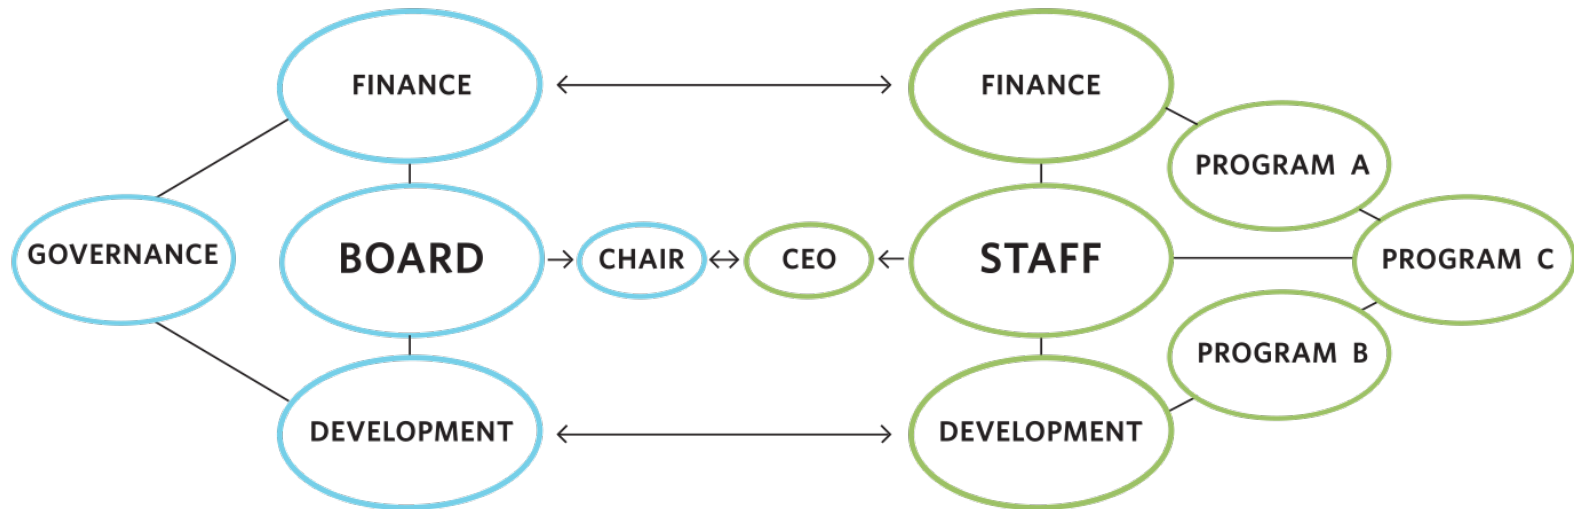 FINANCE
FINANCE
PROGRAM A
GOVERNANCE
BOARD
CHAIR
CEO
STAFF
PROGRAM C
PROGRAM B
DEVELOPMENT
DEVELOPMENT